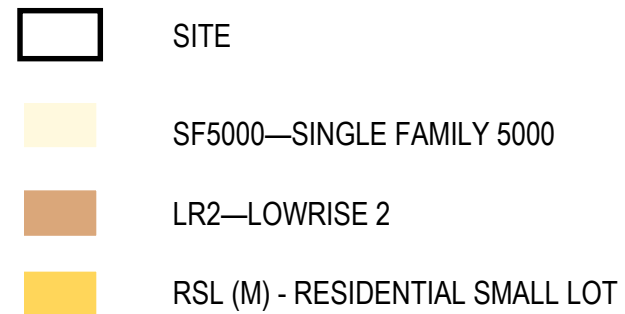 SITE
SF5000—SINGLE FAMILY 5000
LR2—LOWRISE 2
RSL (M) - RESIDENTIAL SMALL LOT